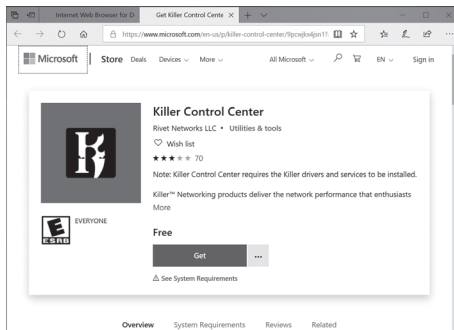 Internet Web Browser for D
Get Killer Control Cente
https://www.microsoft.com/en-us/p/killer-control-center/
Microsoft Store Deals Devices More All Microsoft EN Sign in
Killer Control Center
Rivet Networks LLC • Utilities & tools
Wish list
70
Note: Killer Control Center requires the Killer drivers and services to be installed.
Killer™ Networking products deliver the network performance that enthusiasts
More
E
ESRB
EVERYONE
Free
Get
See System Requirements
Overview System Requirements Reviews Related